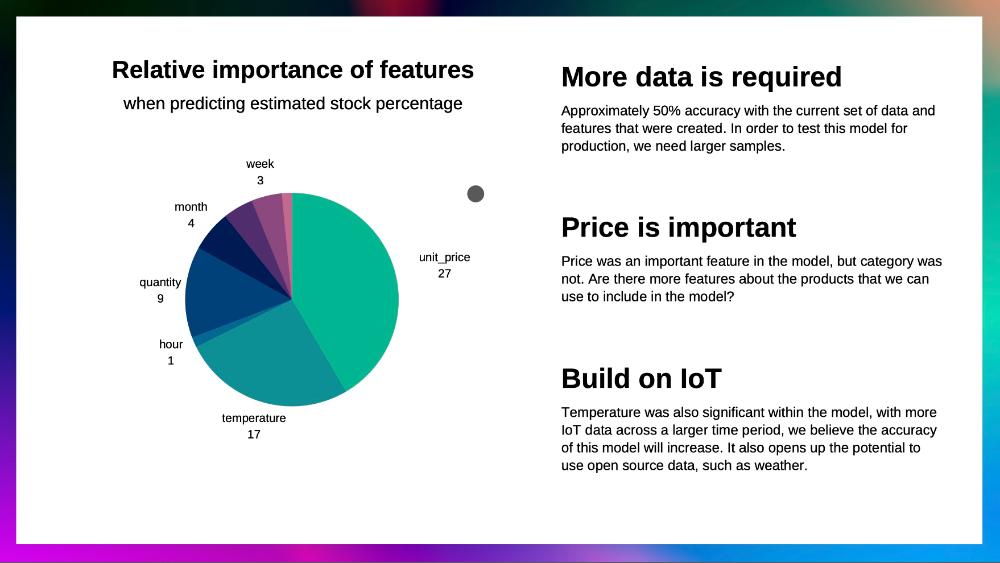 Relative importance of features
when predicting estimated stock percentage
week
3
month
4
unit_price
27
quantity
9
hour
1
temperature
17
More data is required
Approximately 50% accuracy with the current set of data and
features that were created. In order to test this model for
production, we need larger samples.
Price is important
Price was an important feature in the model, but category was
not. Are there more features about the products that we can
use to include in the model?
Build on IoT
Temperature was also significant within the model, with more
IoT data across a larger time period, we believe the accuracy
of this model will increase. It also opens up the potential to
use open source data, such as weather.